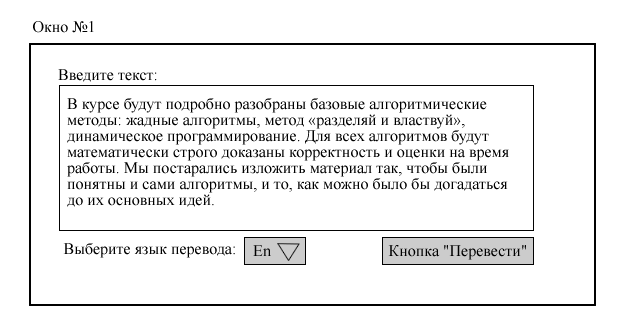 Окно №1
Введите текст:
В курсе будут подробно разобраны базовые алгоритмические
методы: жадные алгоритмы, метод «разделяй и властвуй»,
динамическое программирование. Для всех алгоритмов будут
математически строго доказаны корректность и оценки на время
работы. Мы постарались изложить материал так, чтобы были
понятны и сами алгоритмы, и то, как можно было бы догадаться
до их основных идей.
Выберите язык перевода: En Кнопка "Перевести"